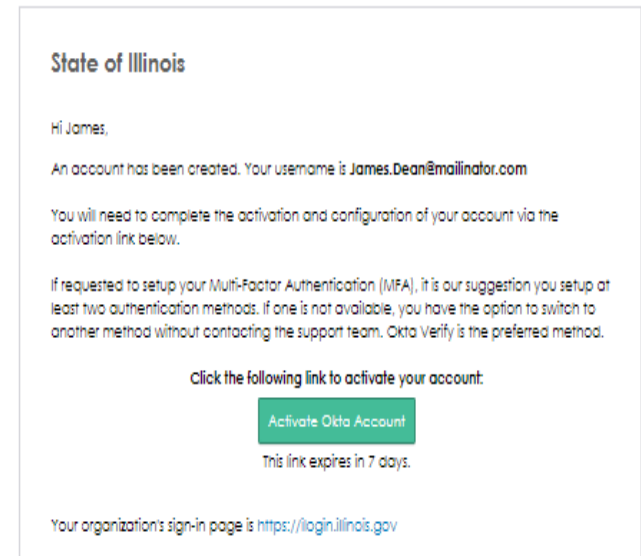 State of Illinois
Hi James,
An account has been created. Your username is James.Dean@mailinator.com
You will need to complete the activation and configuration of your account via the
activation link below.
If requested to setup your Multi-Factor Authentication (MFA), it is our suggestion you setup at
least two authentication methods. If one is not available, you have the option to switch to
another method without contacting the support team. Okta Verify is the preferred method.
Click the following link to activate your account:
Activate Okta Account
This link expires in 7 days.
Your organization's sign-in page is https://ilogin.illinois.gov